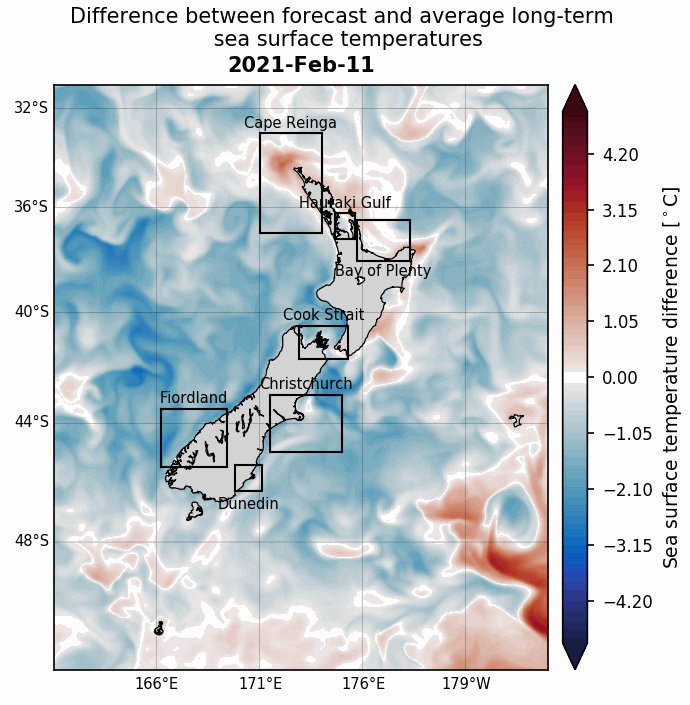 Difference between forecast and average long-term
sea surface temperatures
2021-Feb-11
32°S
36°S
40°S
44°S
48°S
Cape Reinga
Hauraki Gulf
Bay of Plenty
Cook Strait
Christchurch
Fiordland
Dunedin
166°E
171°E
176°E
179°W
4.20
3.15
2.10
1.05
0.00
−1.05
−2.10
−3.15
−4.20
Sea surface temperature difference [°C]